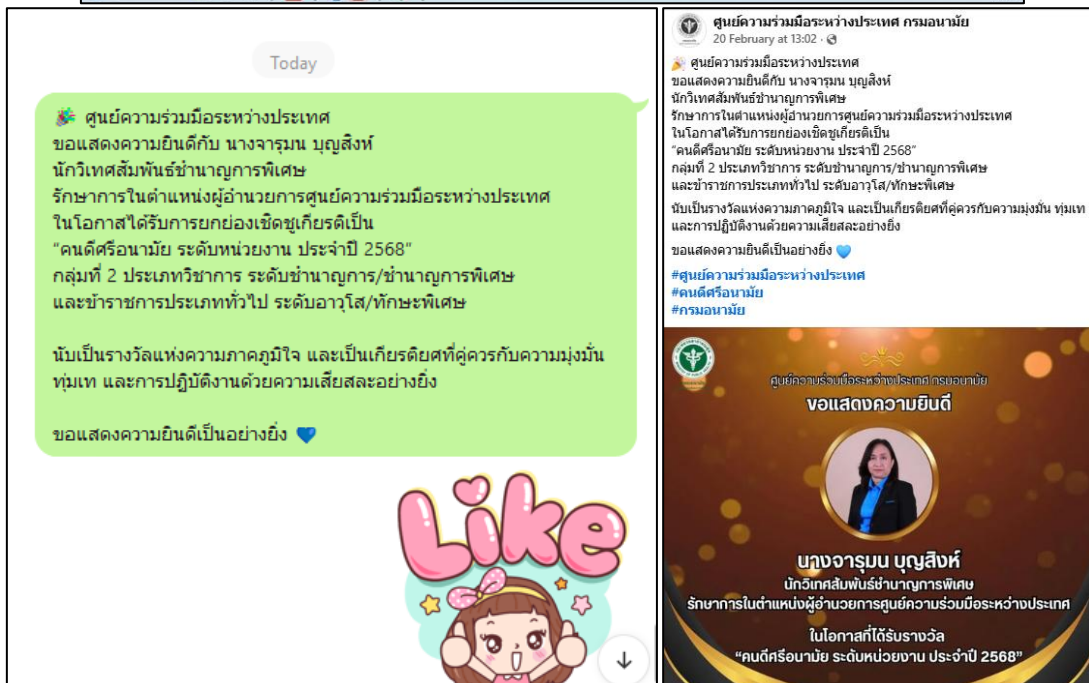 Today
🎉 ศูนย์ความร่วมมือระหว่างประเทศ
ขอแสดงความยินดีกับ นางจารุมน บุญสิงห์
นักวิเทศสัมพันธ์ชำนาญการพิเศษ
รักษาการในตำแหน่งผู้อำนวยการศูนย์ความร่วมมือระหว่างประเทศ
ในโอกาสได้รับการยกย่องเชิดชูเกียรติเป็น
“คนดีศรีอนามัย ระดับหน่วยงาน ประจำปี 2568”
กลุ่มที่ 2 ประเภทวิชาการ ระดับชำนาญการ/ชำนาญการพิเศษ
และข้าราชการประเภททั่วไป ระดับอาวุโส/ทักษะพิเศษ
นับเป็นรางวัลแห่งความภาคภูมิใจ และเป็นเกียรติยศที่คู่ควรกับความมุ่งมั่น
ทุ่มเท และการปฏิบัติงานด้วยความเสียสละอย่างยิ่ง
ขอแสดงความยินดีเป็นอย่างยิ่ง 💙
Like
ศูนย์ความร่วมมือระหว่างประเทศ กรมอนามัย
20 February at 13:02 ·
🎉 ศูนย์ความร่วมมือระหว่างประเทศ
ขอแสดงความยินดีกับ นางจารุมน บุญสิงห์
นักวิเทศสัมพันธ์ชำนาญการพิเศษ
รักษาการในตำแหน่งผู้อำนวยการศูนย์ความร่วมมือระหว่างประเทศ
ในโอกาสได้รับการยกย่องเชิดชูเกียรติเป็น
“คนดีศรีอนามัย ระดับหน่วยงาน ประจำปี 2568”
กลุ่มที่ 2 ประเภทวิชาการ ระดับชำนาญการ/ชำนาญการพิเศษ
และข้าราชการประเภททั่วไป ระดับอาวุโส/ทักษะพิเศษ
นับเป็นรางวัลแห่งความภาคภูมิใจ และเป็นเกียรติยศที่คู่ควรกับความมุ่งมั่น ทุ่มเท
และการปฏิบัติงานด้วยความเสียสละอย่างยิ่ง
ขอแสดงความยินดีเป็นอย่างยิ่ง 💙
#ศูนย์ความร่วมมือระหว่างประเทศ
#คนดีศรีอนามัย
#กรมอนามัย
ศูนย์ความร่วมมือระหว่างประเทศ กรมอนามัย
ขอแสดงความยินดี
นางจารุมน บุญสิงห์
นักวิเทศสัมพันธ์ชำนาญการพิเศษ
รักษาการในตำแหน่งผู้อำนวยการศูนย์ความร่วมมือระหว่างประเทศ
ในโอกาสที่ได้รับรางวัล
“คนดีศรีอนามัย ระดับหน่วยงาน ประจำปี 2568”